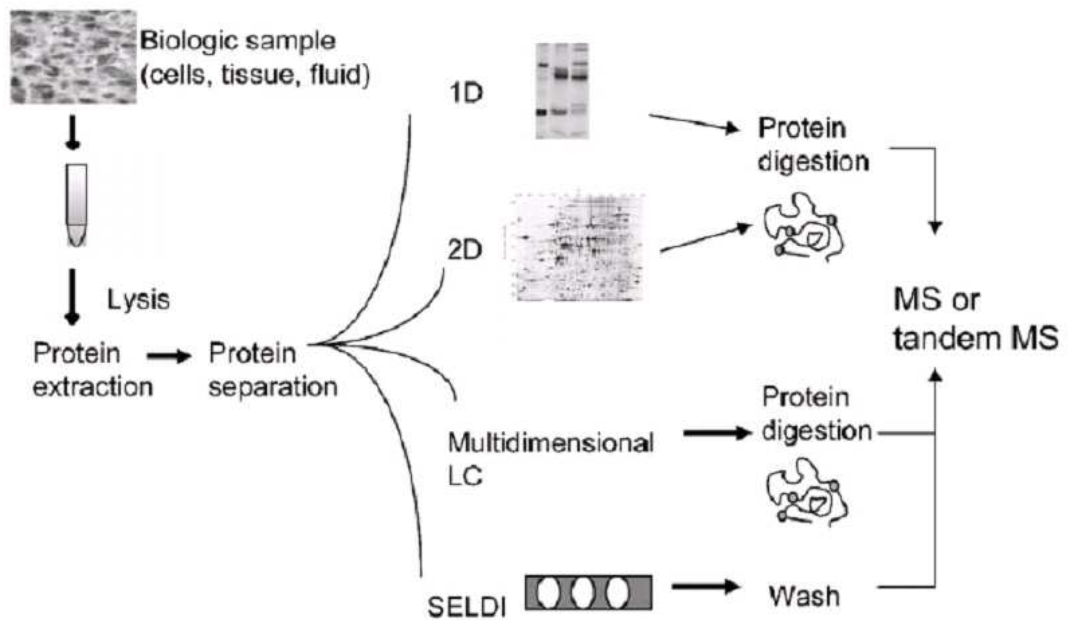 Biologic sample
(cells, tissue, fluid)
Lysis
Protein
extraction
Protein
separation
1D
2D
Multidimensional
LC
SELDI
Protein
digestion
Protein
digestion
Wash
MS or
tandem MS